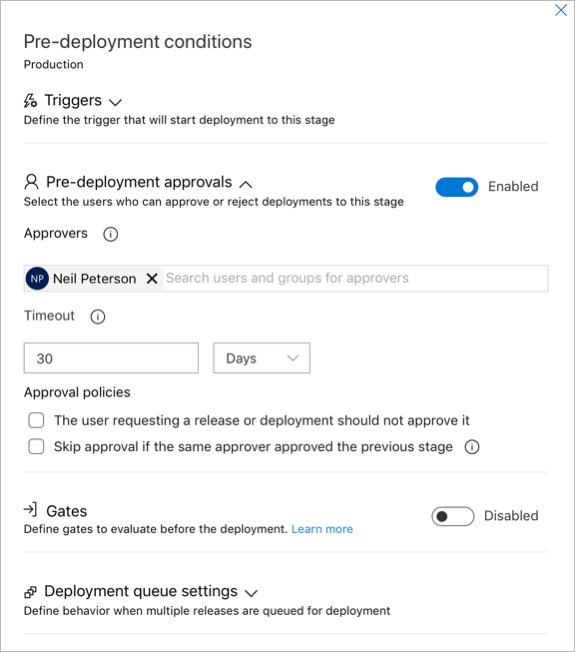 Pre-deployment conditions
Production
Triggers
Define the trigger that will start deployment to this stage
Pre-deployment approvals
Enabled
Select the users who can approve or reject deployments to this stage
Approvers
NP Neil Peterson Search users and groups for approvers
Timeout
30 Days
Approval policies
The user requesting a release or deployment should not approve it
Skip approval if the same approver approved the previous stage
Gates
Disabled
Define gates to evaluate before the deployment. Learn more
Deployment queue settings
Define behavior when multiple releases are queued for deployment